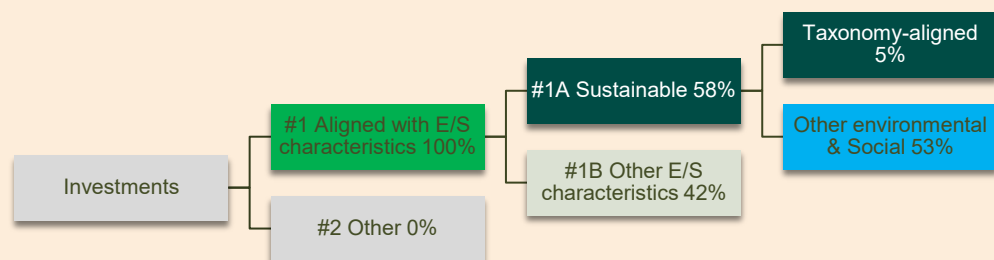 Investments
#1 Aligned with E/S
characteristics 100%
#2 Other 0%
#1A Sustainable 58%
#1B Other E/S
characteristics 42%
Taxonomy-aligned
5%
Other environmental
& Social 53%